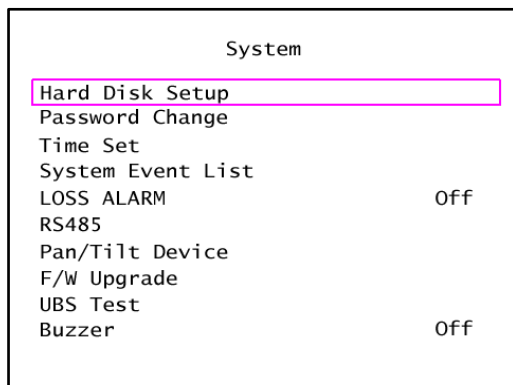 System
Hard Disk Setup
Password Change
Time Set
System Event List
LOSS ALARM Off
RS485
Pan/Tilt Device
F/W Upgrade
UBS Test
Buzzer Off